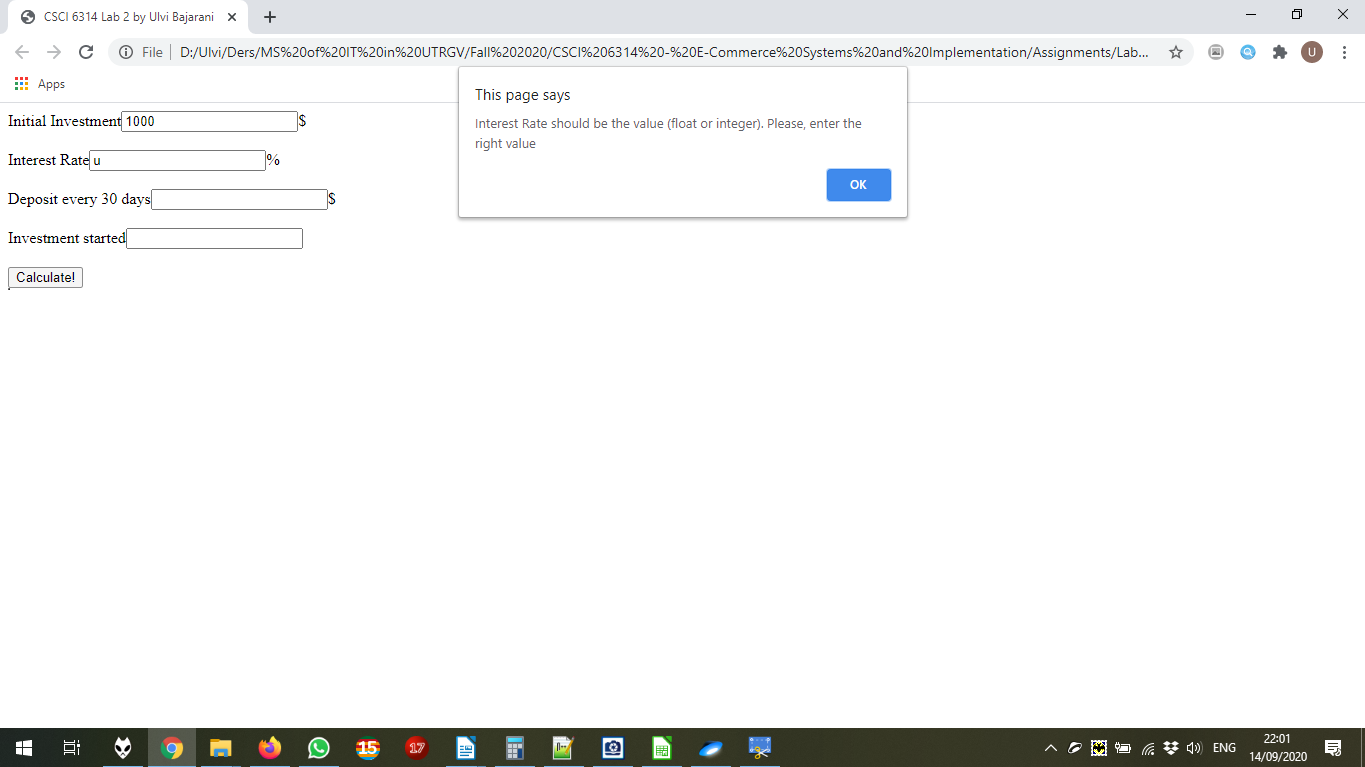 CSCI 6314 Lab 2 by Ulvi Bajarani
File
D:/Ulvi/Ders/MS%20of%20IT%20in%20UTRGV/Fall%202020/CSCI%206314%20-%20E-Commerce%20Systems%20and%20Implementation/Assignments/Lab...
U
Apps
This page says
Interest Rate should be the value (float or integer). Please, enter the
right value
OK
Initial Investment 1000 $
Interest Rate u %
Deposit every 30 days $
Investment started
Calculate!
15
17
ENG
22:01
14/09/2020